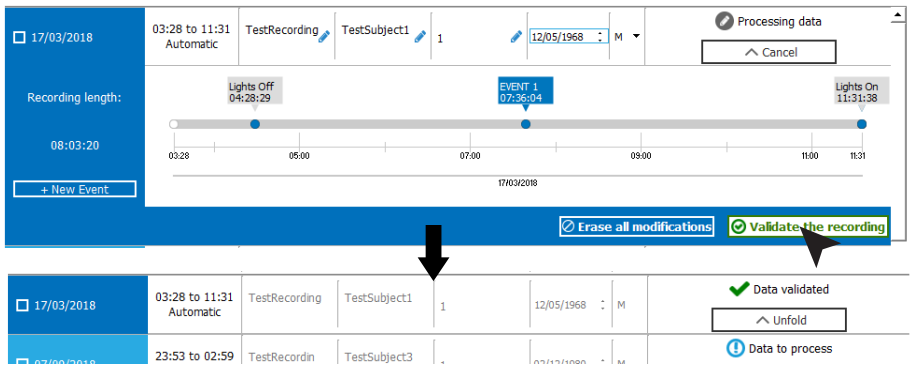 17/03/2018 03:28 to 11:31 TestRecording TestSubject1 1 12/05/1968 M Processing data
Automatic Cancel
Recording length:
08:03:20
+ New Event
Lights Off EVENT 1 Lights On
04:28:29 07:36:04 11:31:38
03:28 05:00 07:00 09:00 11:00 11:31
17/03/2018
Erase all modifications Validate the recording
17/03/2018 03:28 to 11:31 TestRecording TestSubject1 1 12/05/1968 M Data validated
Automatic Unfold
23:53 to 02:59 TestRecordin TestSubject3 Data to process